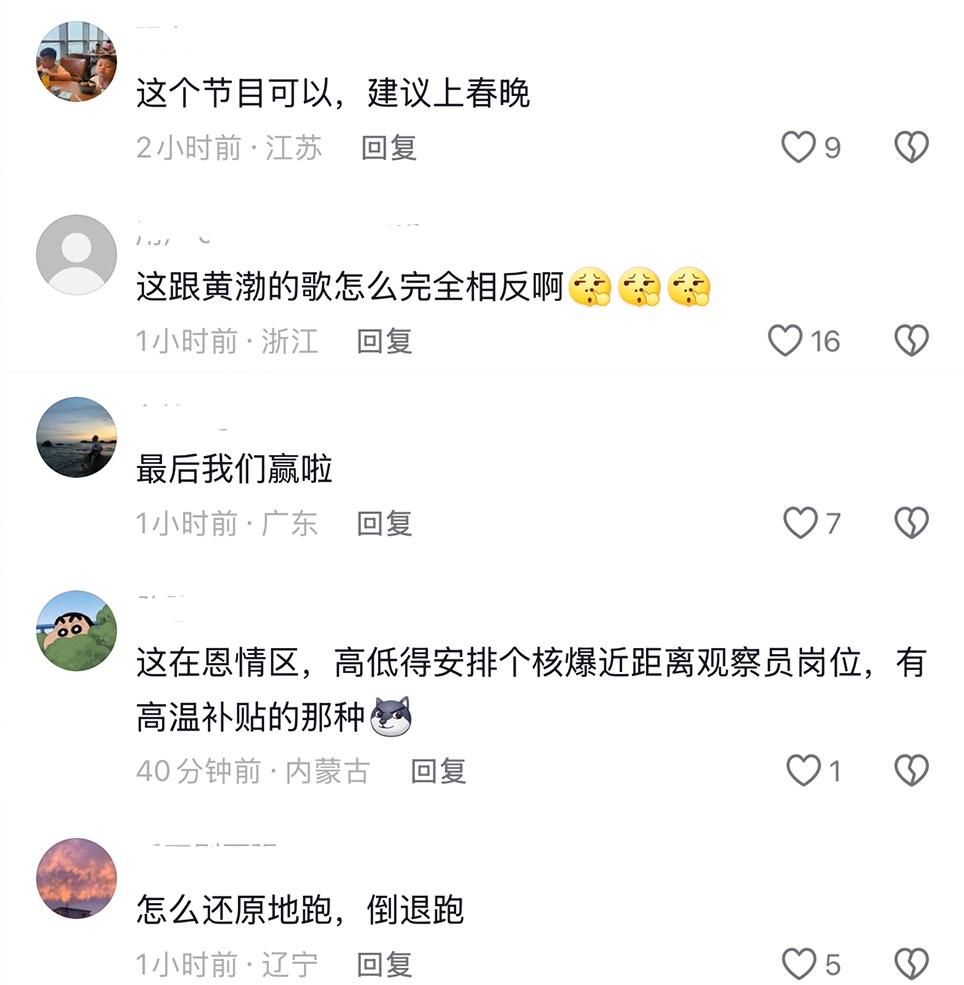 这个节目可以，建议上春晚
2小时前·江苏 回复 9
这跟黄渤的歌怎么完全相反啊
1小时前·浙江 回复 16
最后我们赢啦
1小时前·广东 回复 7
这在恩情区，高低得安排个核爆近距离观察员岗位，有
高温补贴的那种
40分钟前·内蒙古 回复 1
怎么还原地跑，倒退跑
1小时前·辽宁 回复 5